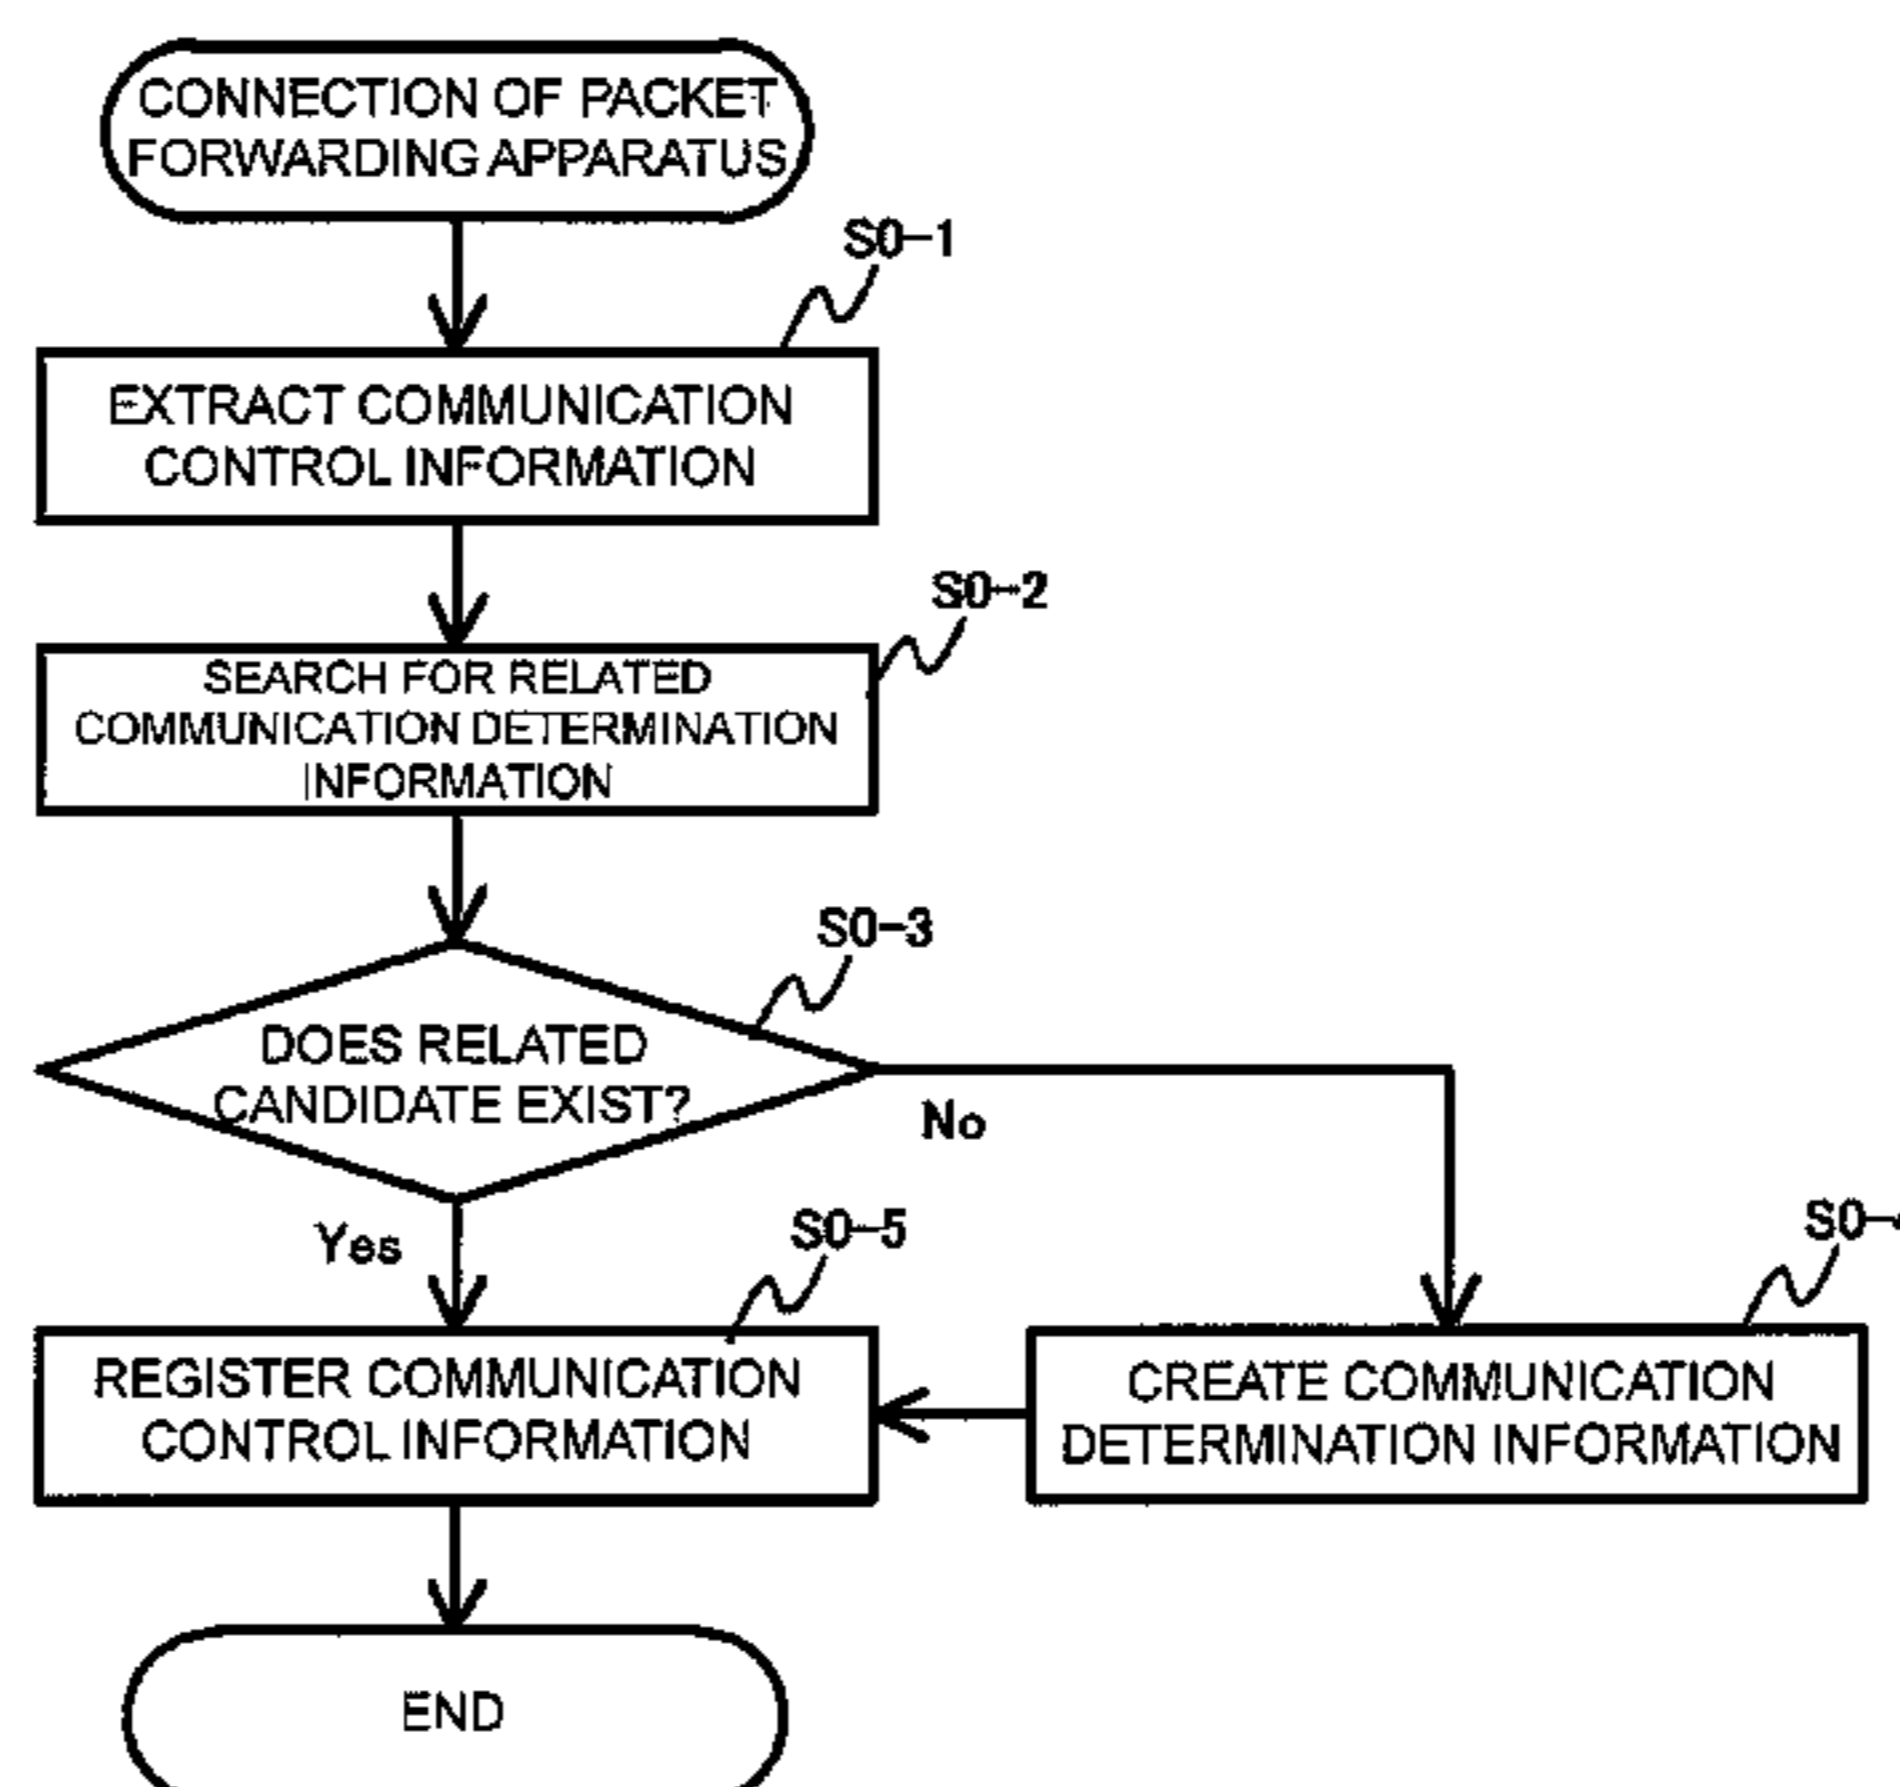 CONNECTION OF PACKET
FORWARDING APPARATUS
S0-1
EXTRACT COMMUNICATION
CONTROL INFORMATION
S0-2
SEARCH FOR RELATED
COMMUNICATION DETERMINATION
INFORMATION
S0-3
DOES RELATED
CANDIDATE EXIST?
No
Yes
S0-5
S0-
REGISTER COMMUNICATION
CONTROL INFORMATION
CREATE COMMUNICATION
DETERMINATION INFORMATION
END